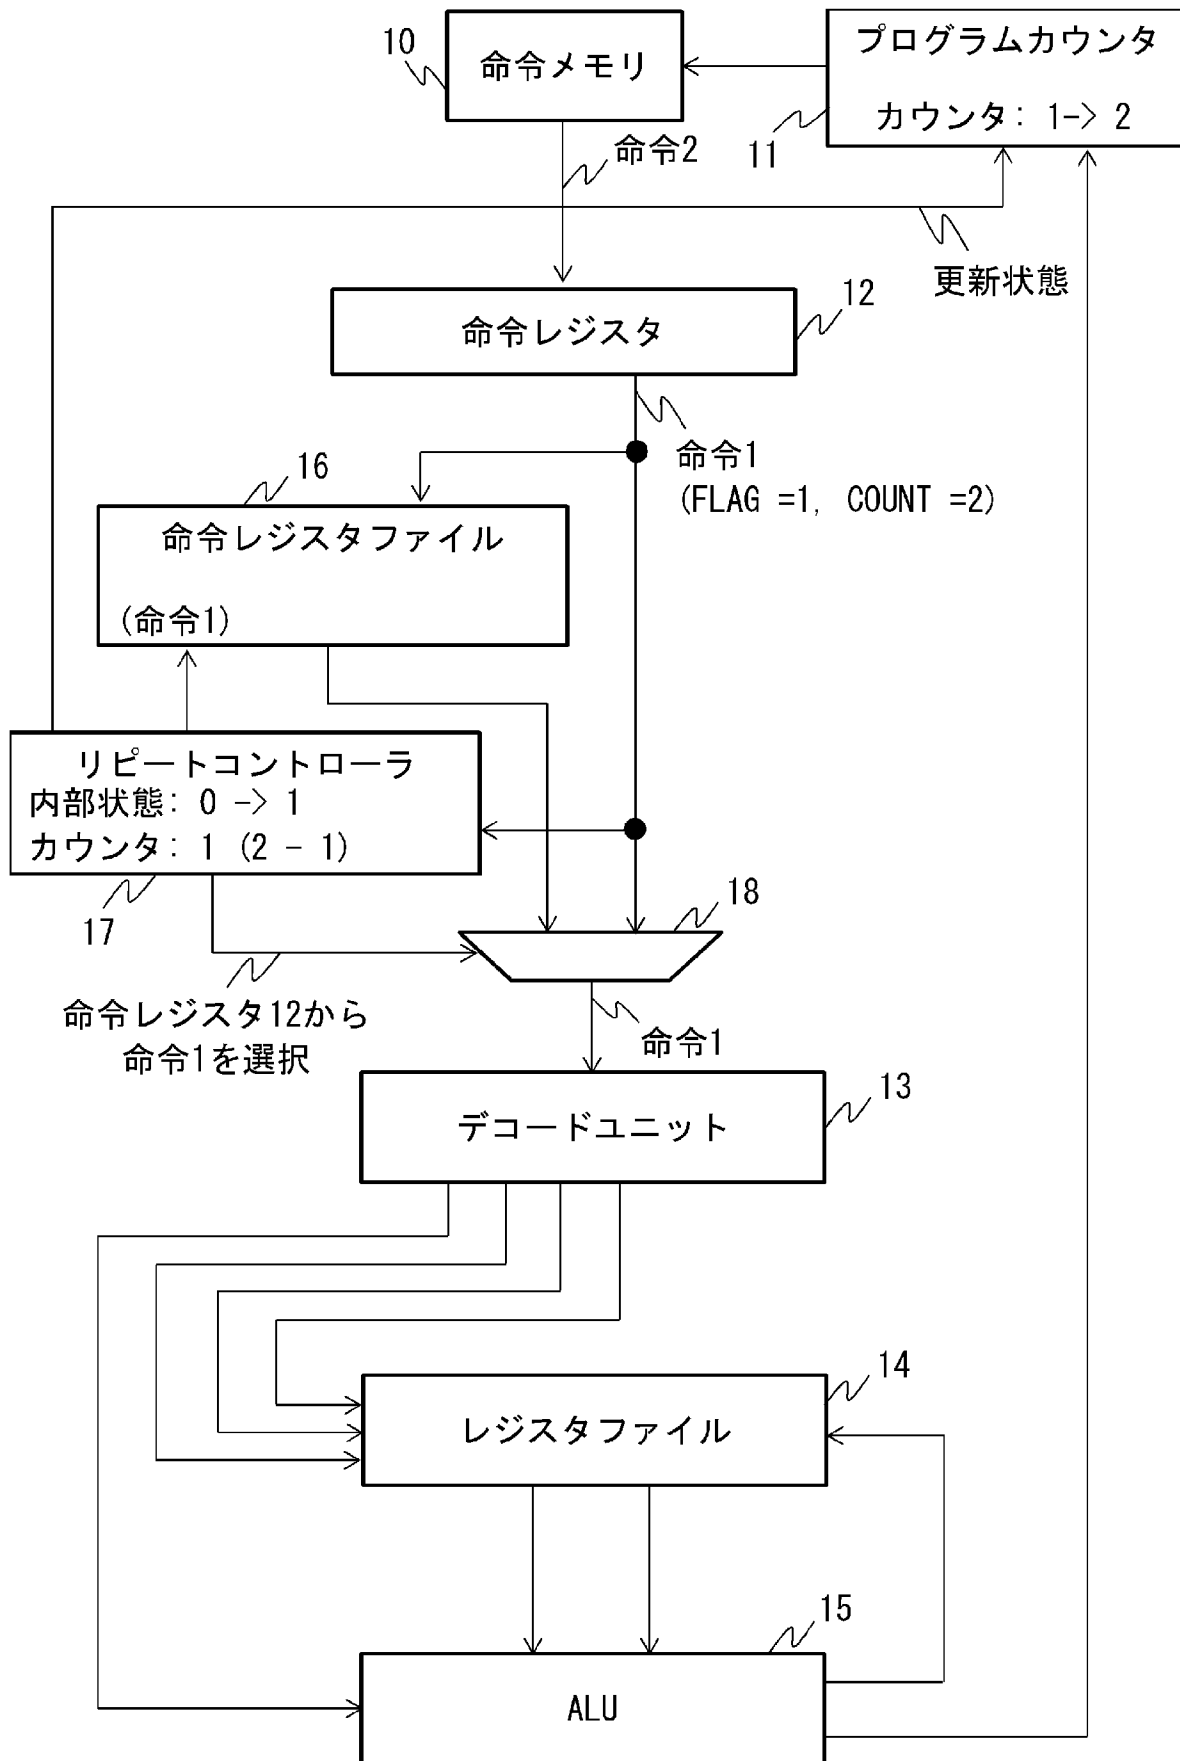 10
命令メモリ
プログラムカウンタ
カウンタ: 1-> 2
11
命令2
更新状態
命令レジスタ
12
命令1
(FLAG =1, COUNT =2)
16
命令レジスタファイル
(命令1)
リピートコントローラ
内部状態: 0 -> 1
カウンタ: 1 (2 - 1)
17
18
命令レジスタ12から
命令1を選択
命令1
デコードユニット
13
レジスタファイル
14
ALU
15